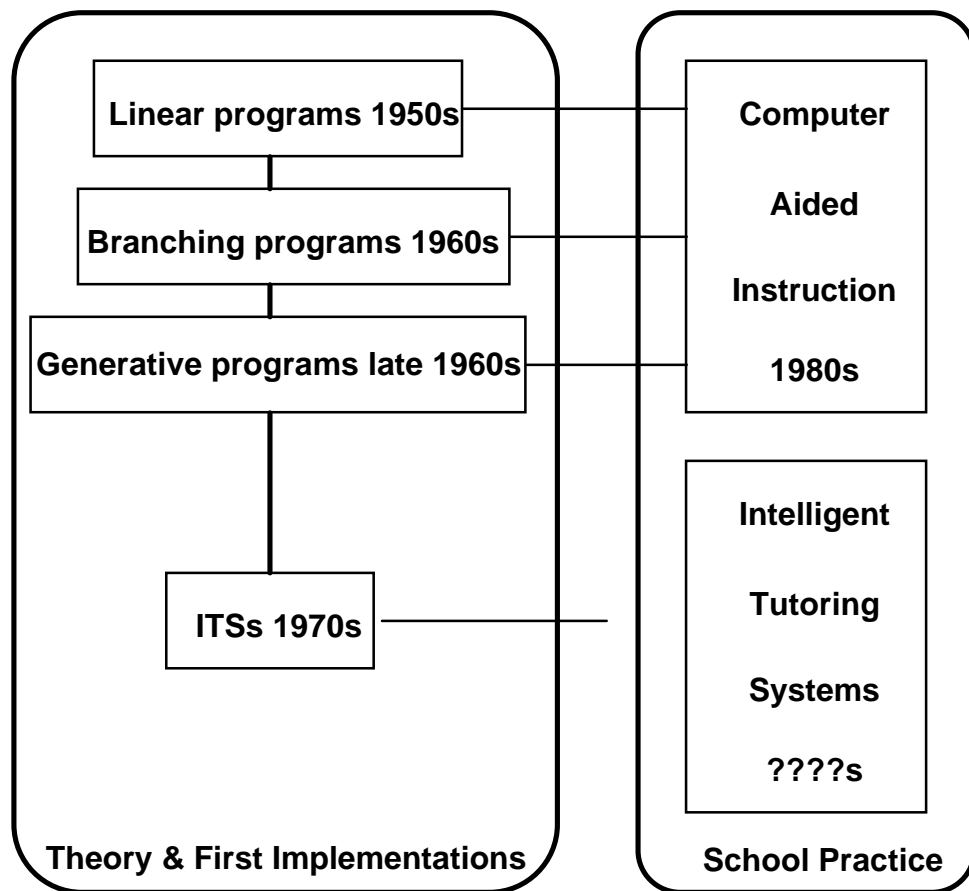 Linear programs 1950s
Branching programs 1960s
Generative programs late 1960s
ITSs 1970s
Theory & First Implementations
Computer
Aided
Instruction
1980s
Intelligent
Tutoring
Systems
????s
School Practice